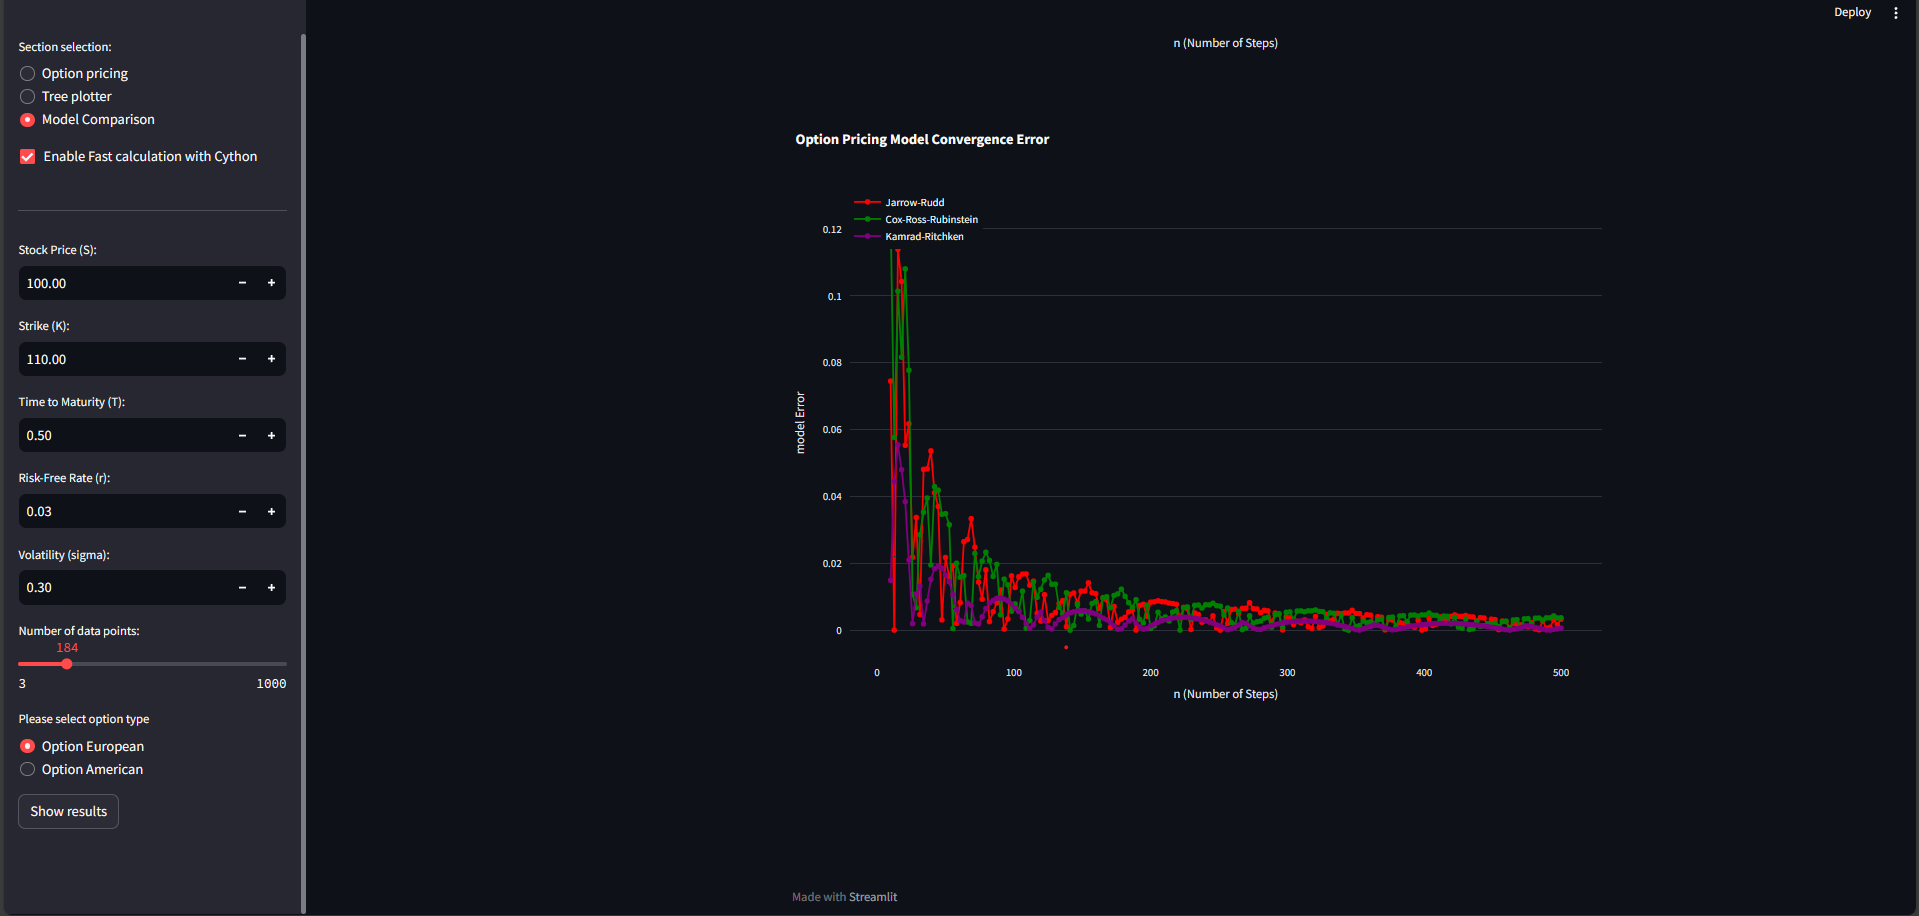 Deploy
Section selection:
Option pricing
Tree plotter
Model Comparison
Enable Fast calculation with Cython
Stock Price (S):
100.00
Strike (K):
110.00
Time to Maturity (T):
0.50
Risk-Free Rate (r):
0.03
Volatility (sigma):
0.30
Number of data points:
184
3 1000
Please select option type
Option European
Option American
Show results
n (Number of Steps)
Option Pricing Model Convergence Error
Jarrow-Rudd
Cox-Ross-Rubinstein
Kamrad-Ritchken
0.12
0.1
0.08
0.06
0.04
0.02
0
model Error
0 100 200 300 400 500
n (Number of Steps)
Made with Streamlit